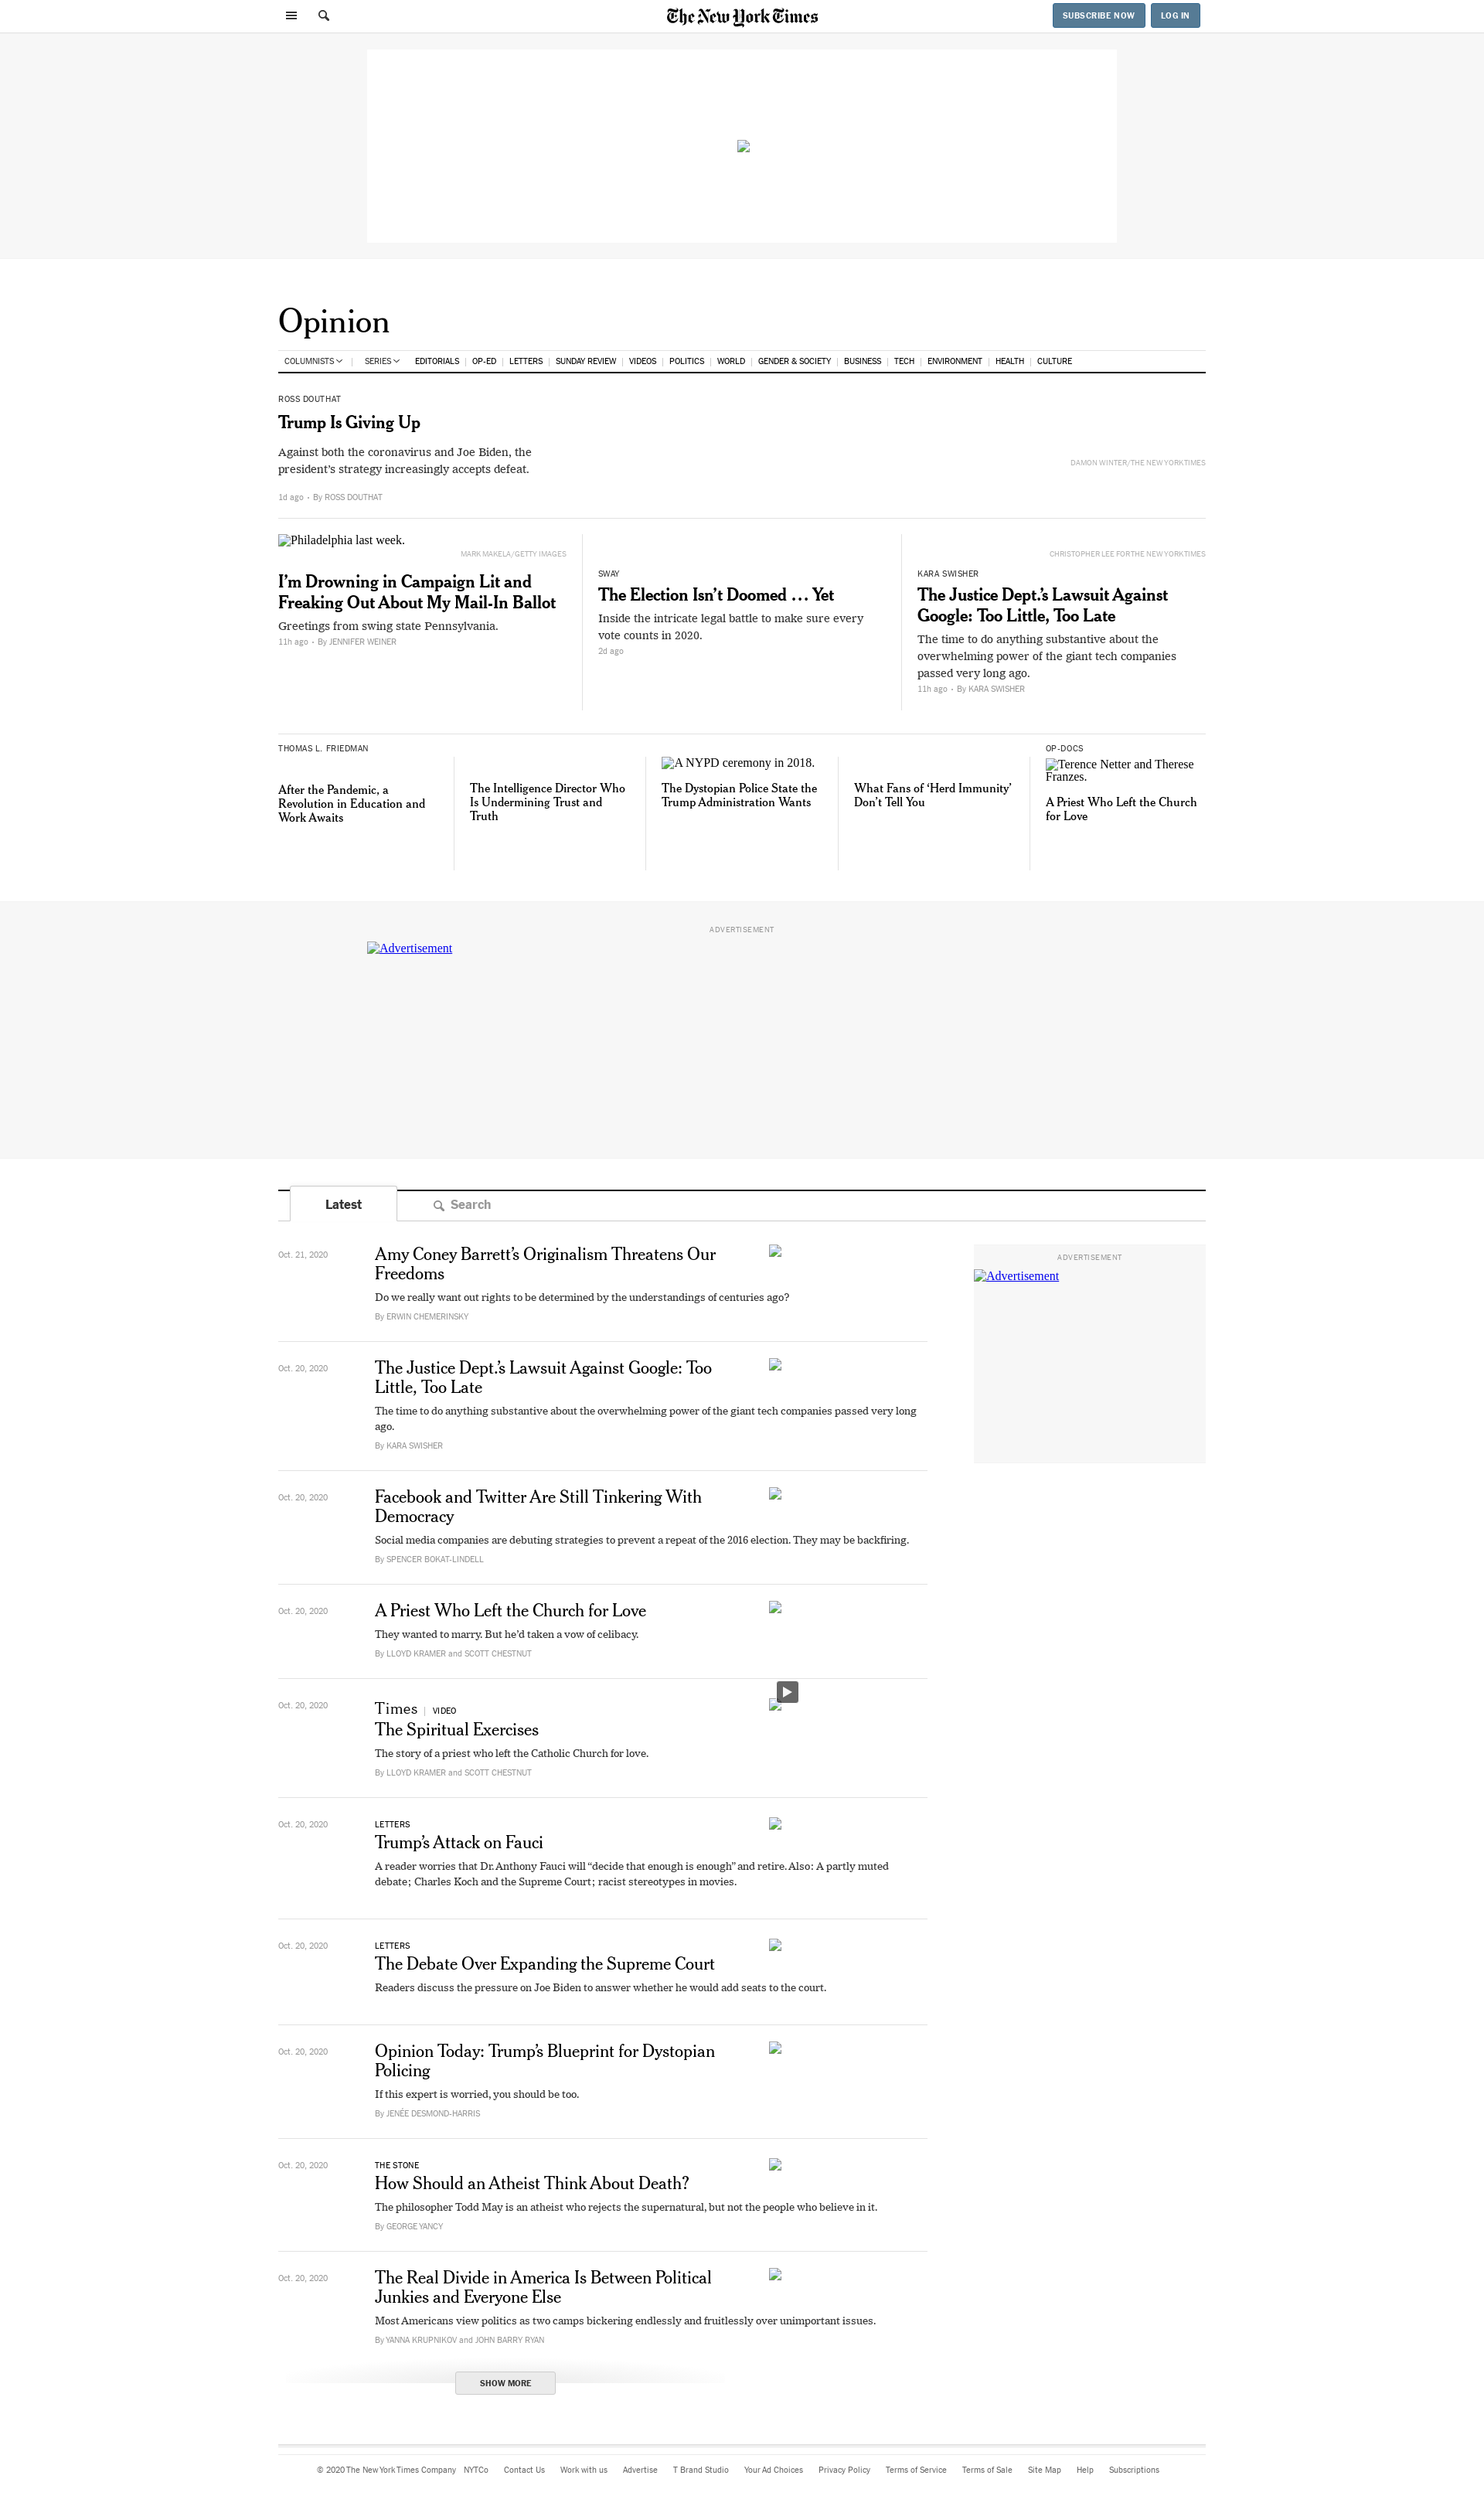 The New York Times
SUBSCRIBE NOW
LOG IN
Opinion
COLUMNISTS | SERIES EDITORIALS | OP-ED | LETTERS | SUNDAY REVIEW | VIDEOS | POLITICS | WORLD | GENDER & SOCIETY | BUSINESS | TECH | ENVIRONMENT | HEALTH | CULTURE
ROSS DOUTHAT
Trump Is Giving Up
Against both the coronavirus and Joe Biden, the
president's strategy increasingly accepts defeat.
1d ago • By ROSS DOUTHAT
DAMON WINTER/THE NEW YORK TIMES
Philadelphia last week.
MARK MAKELA/GETTY IMAGES
I'm Drowning in Campaign Lit and
Freaking Out About My Mail-In Ballot
Greetings from swing state Pennsylvania.
11h ago • By JENNIFER WEINER
SWAY
The Election Isn't Doomed … Yet
Inside the intricate legal battle to make sure every
vote counts in 2020.
2d ago
CHRISTOPHER LEE FOR THE NEW YORK TIMES
KARA SWISHER
The Justice Dept.'s Lawsuit Against
Google: Too Little, Too Late
The time to do anything substantive about the
overwhelming power of the giant tech companies
passed very long ago.
11h ago • By KARA SWISHER
THOMAS L. FRIEDMAN
After the Pandemic, a
Revolution in Education and
Work Awaits
The Intelligence Director Who
Is Undermining Trust and
Truth
A NYPD ceremony in 2018.
The Dystopian Police State the
Trump Administration Wants
What Fans of 'Herd Immunity'
Don't Tell You
OP-DOCS
Terence Netter and Therese
Franzes.
A Priest Who Left the Church
for Love
ADVERTISEMENT
Advertisement
Latest
Search
Oct. 21, 2020
Amy Coney Barrett's Originalism Threatens Our
Freedoms
Do we really want out rights to be determined by the understandings of centuries ago?
By ERWIN CHEMERINSKY
ADVERTISEMENT
Advertisement
Oct. 20, 2020
The Justice Dept.'s Lawsuit Against Google: Too
Little, Too Late
The time to do anything substantive about the overwhelming power of the giant tech companies passed very long
ago.
By KARA SWISHER
Oct. 20, 2020
Facebook and Twitter Are Still Tinkering With
Democracy
Social media companies are debuting strategies to prevent a repeat of the 2016 election. They may be backfiring.
By SPENCER BOKAT-LINDELL
Oct. 20, 2020
A Priest Who Left the Church for Love
They wanted to marry. But he'd taken a vow of celibacy.
By LLOYD KRAMER and SCOTT CHESTNUT
Oct. 20, 2020
Times | VIDEO
The Spiritual Exercises
The story of a priest who left the Catholic Church for love.
By LLOYD KRAMER and SCOTT CHESTNUT
Oct. 20, 2020
LETTERS
Trump's Attack on Fauci
A reader worries that Dr. Anthony Fauci will “decide that enough is enough” and retire. Also: A partly muted
debate; Charles Koch and the Supreme Court; racist stereotypes in movies.
Oct. 20, 2020
LETTERS
The Debate Over Expanding the Supreme Court
Readers discuss the pressure on Joe Biden to answer whether he would add seats to the court.
Oct. 20, 2020
Opinion Today: Trump's Blueprint for Dystopian
Policing
If this expert is worried, you should be too.
By JENÉE DESMOND-HARRIS
Oct. 20, 2020
THE STONE
How Should an Atheist Think About Death?
The philosopher Todd May is an atheist who rejects the supernatural, but not the people who believe in it.
By GEORGE YANCY
Oct. 20, 2020
The Real Divide in America Is Between Political
Junkies and Everyone Else
Most Americans view politics as two camps bickering endlessly and fruitlessly over unimportant issues.
By YANNA KRUPNIKOV and JOHN BARRY RYAN
SHOW MORE
© 2020 The New York Times Company NYTCo Contact Us Work with us Advertise T Brand Studio Your Ad Choices Privacy Policy Terms of Service Terms of Sale Site Map Help Subscriptions